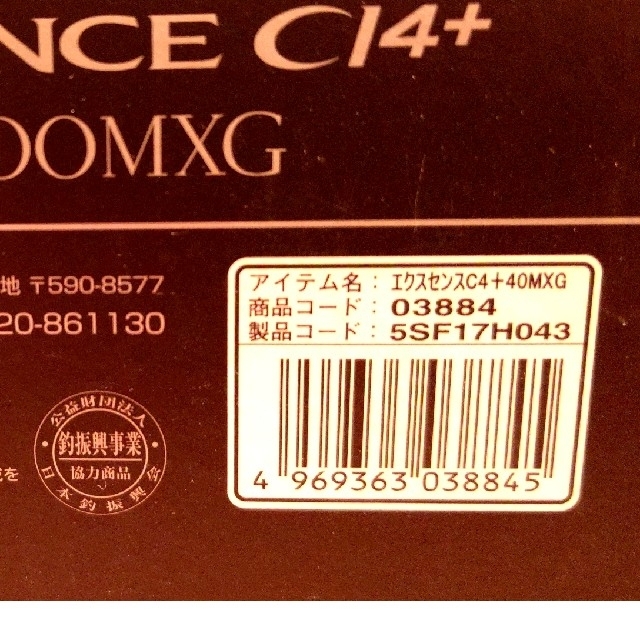 NCE CI4+
00MXG
地 〒590-8577
20-861130
アイテム名: エクスセンスC4+40MXG
商品コード: 03884
製品コード: 5SF17H043
4 969363 038845
公益財団法人
釣振興事業
協力商品
日本釣振興会
を